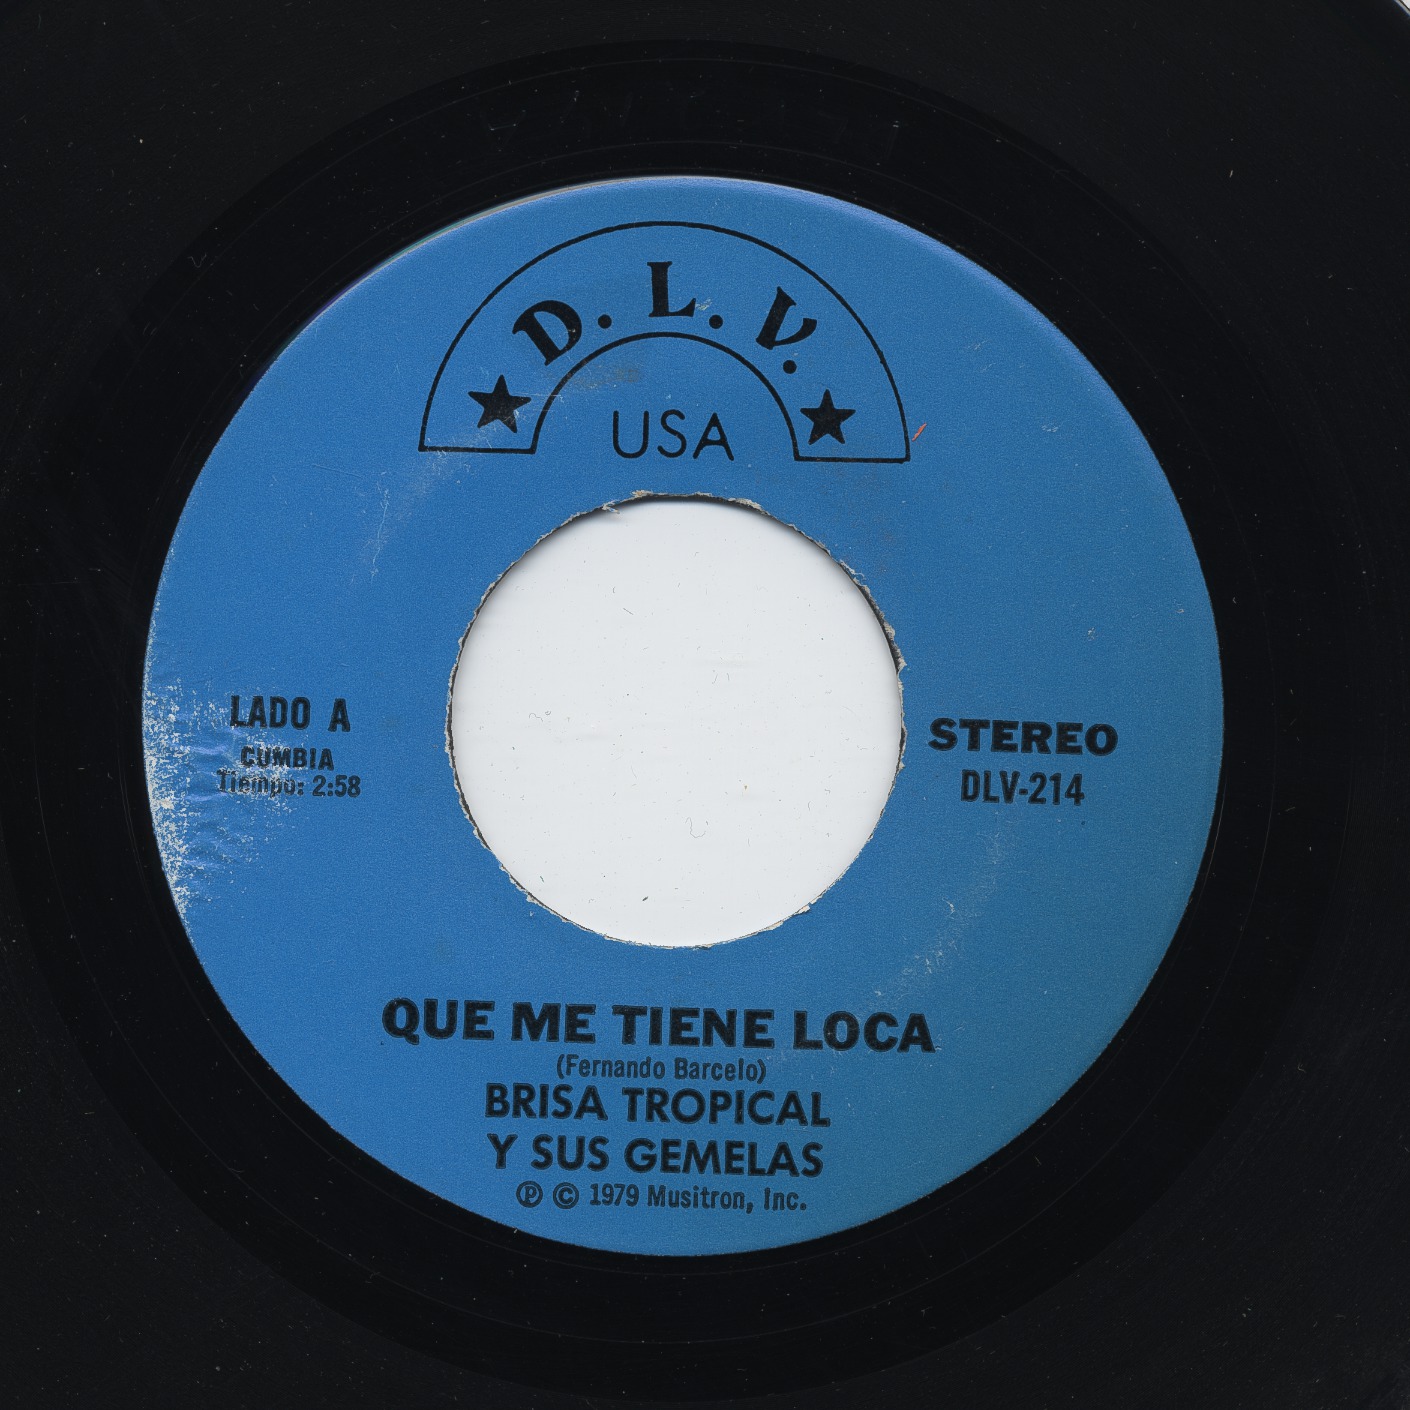 D. L. V.
USA
LADO A
CUMBIA
Tiempo: 2:58
STEREO
DLV-214
QUE ME TIENE LOCA
(Fernando Barcelo)
BRISA TROPICAL
Y SUS GEMELAS
℗ © 1979 Musitron, Inc.